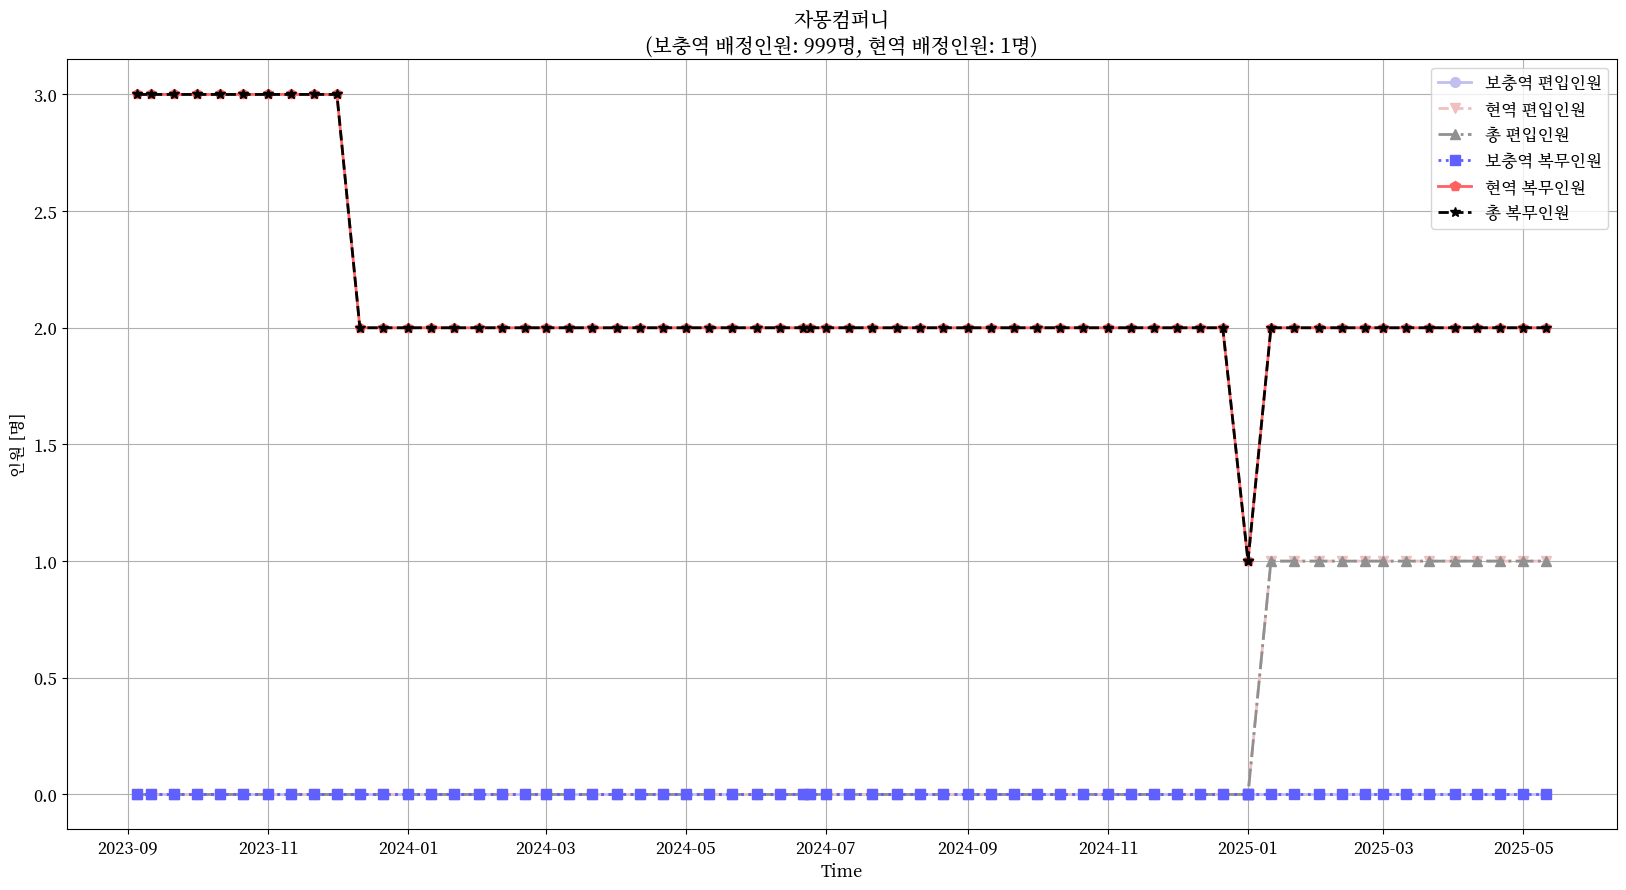 자몽컴퍼니
(보충역 배정인원: 999명, 현역 배정인원: 1명)
보충역 편입인원
현역 편입인원
총 편입인원
보충역 복무인원
현역 복무인원
총 복무인원
인원 [명]
3.0
2.5
2.0
1.5
1.0
0.5
0.0
2023-09 2023-11 2024-01 2024-03 2024-05 2024-07 2024-09 2024-11 2025-01 2025-03 2025-05
Time